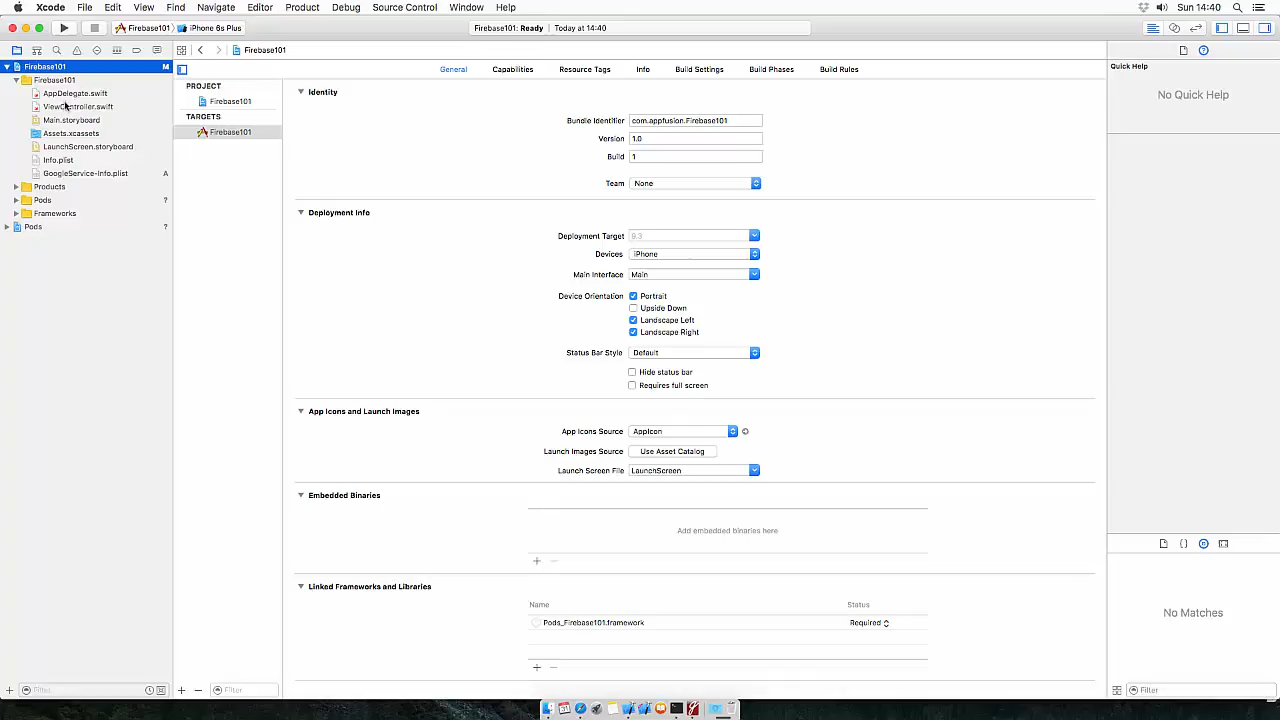 Xcode File Edit View Find Navigate Editor Product Debug Source Control Window Help Sun 14:40
Firebase101 iPhone 6s Plus Firebase101: Ready Today at 14:40
Firebase101
Firebase101 M
Firebase101
AppDelegate.swift
ViewController.swift
Main.storyboard
Assets.xcassets
LaunchScreen.storyboard
Info.plist
GoogleService-Info.plist A
Products
Pods ?
Frameworks
Pods ?
Filter
General Capabilities Resource Tags Info Build Settings Build Phases Build Rules
PROJECT
Firebase101
TARGETS
Firebase101
Filter
Identity
Bundle Identifier com.appfusion.Firebase101
Version 1.0
Build 1
Team None
Deployment Info
Deployment Target 9.3
Devices iPhone
Main Interface Main
Device Orientation Portrait
Upside Down
Landscape Left
Landscape Right
Status Bar Style Default
Hide status bar
Requires full screen
App Icons and Launch Images
App Icons Source AppIcon
Launch Images Source Use Asset Catalog
Launch Screen File LaunchScreen
Embedded Binaries
Add embedded binaries here
Linked Frameworks and Libraries
Name Status
Pods_Firebase101.framework Required
Quick Help
No Quick Help
No Matches
Filter